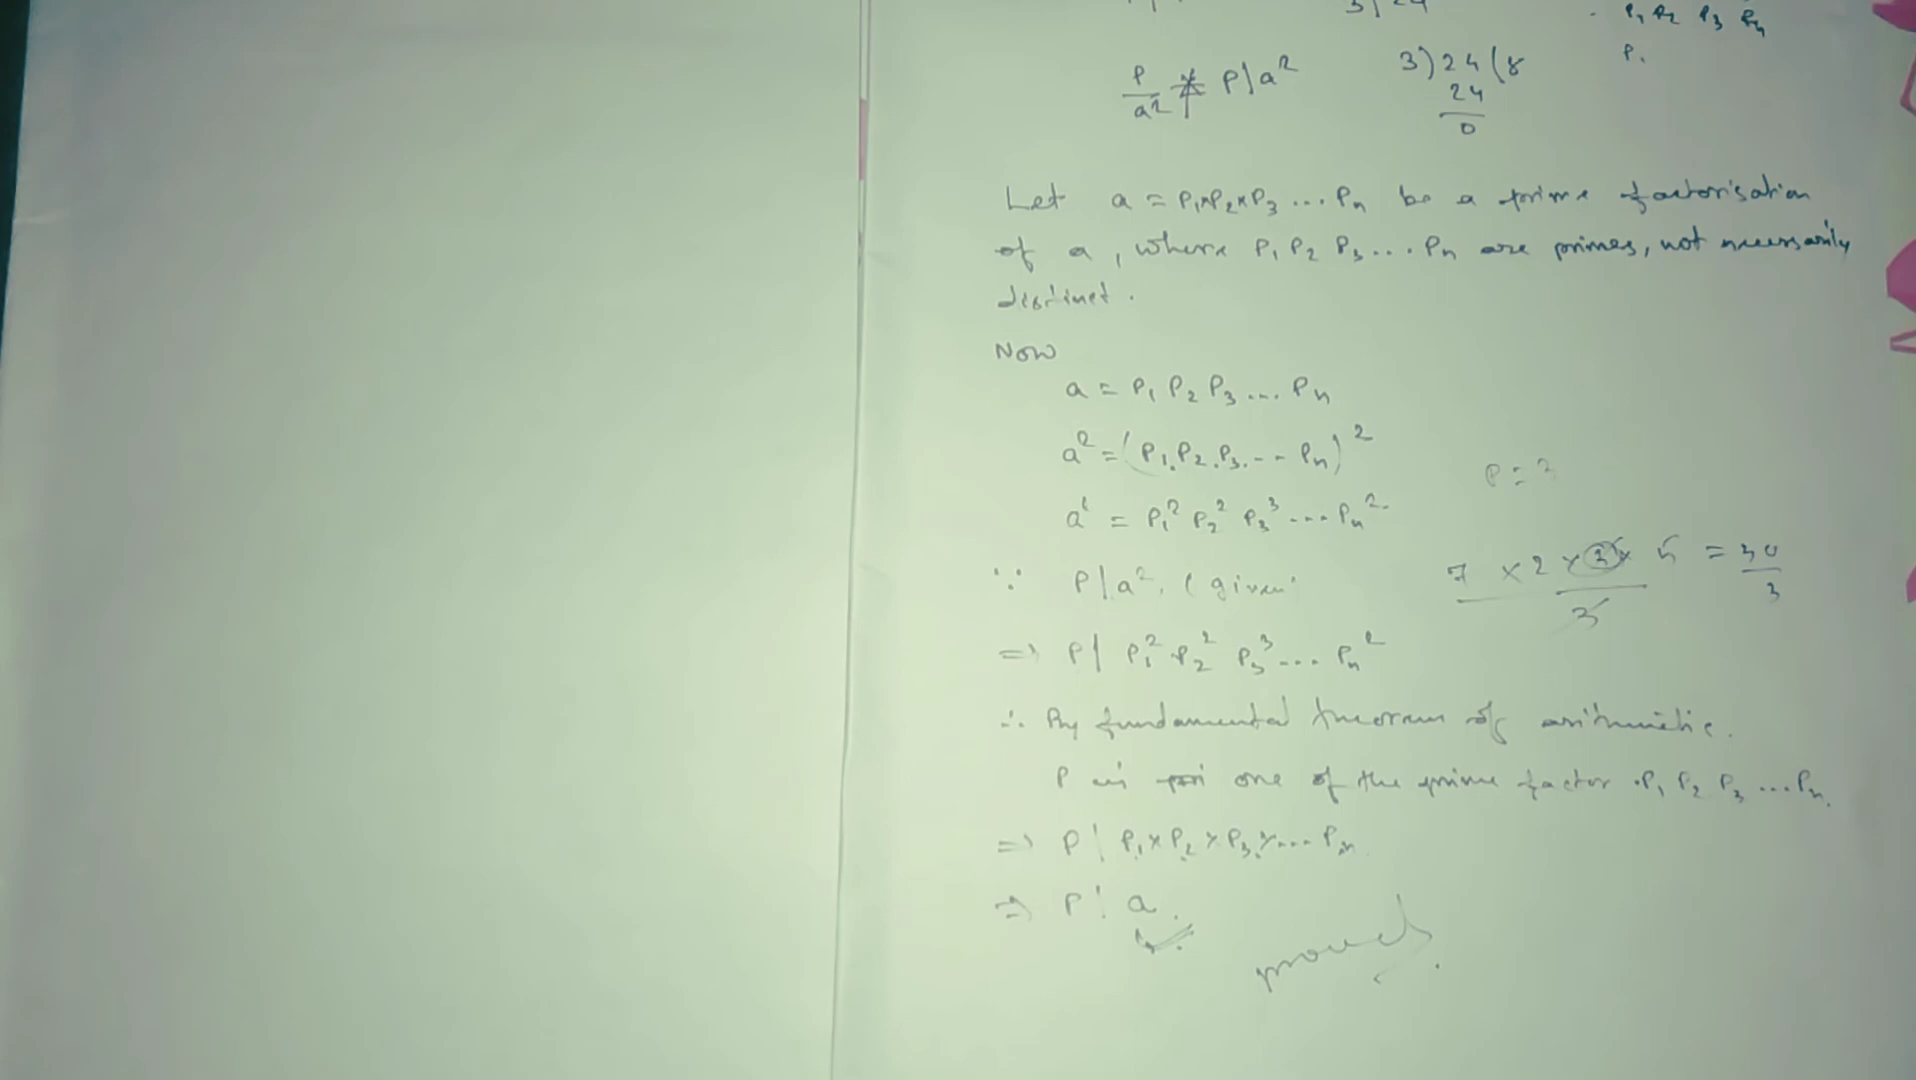 3)24
P1 P2 P3 Pn
P/a² ≠ P|a²
3)24(8
P.
24
0
Let a = P1×P2×P3 ... Pn be a prime factorisation
of a, where P1 P2 P3... Pn are primes, not necessarily
distinct.
Now
a = P1 P2 P3 .... Pn
a² = (P1.P2.P3.-- Pn)²
P = 3
a² = P1² P2² P3³ ---- Pn²
7 × 2 × 3 × 5 = 30/3
3
∵ P|a², (given
=> P| P1² P2² P3³ ... Pn²
∴ By fundamental theorem of arithmetic.
P is one of the prime factor P1 P2 P3 ... Pn.
=> P | P1×P2×P3×... Pn
=> P | a.
proved.